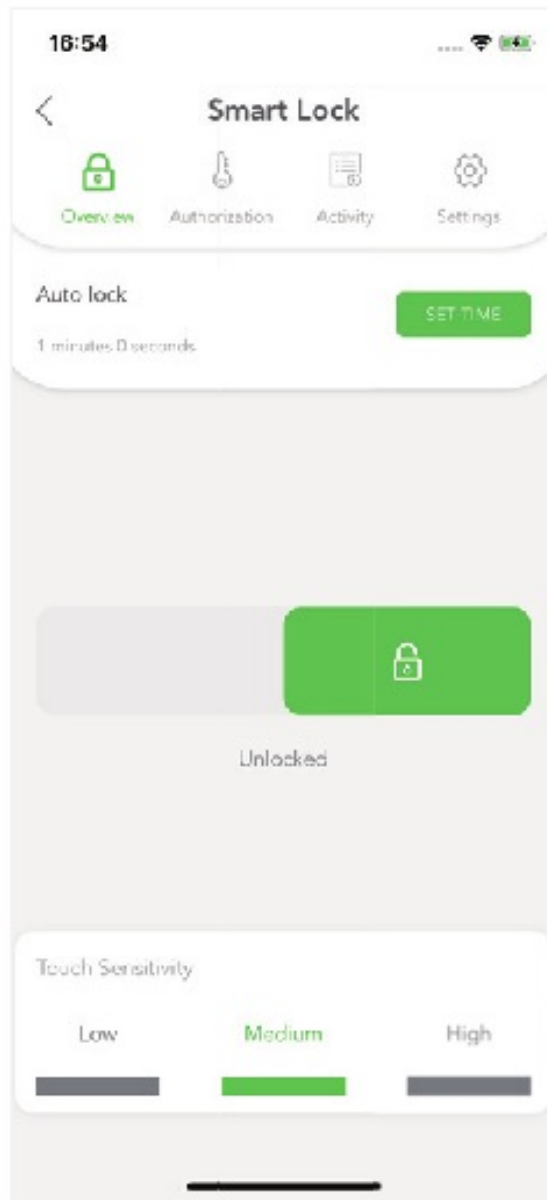 16:54
Smart Lock
Overview Authorization Activity Settings
Auto lock
SET TIME
1 minutes 0 seconds
Unlocked
Touch Sensitivity
Low Medium High